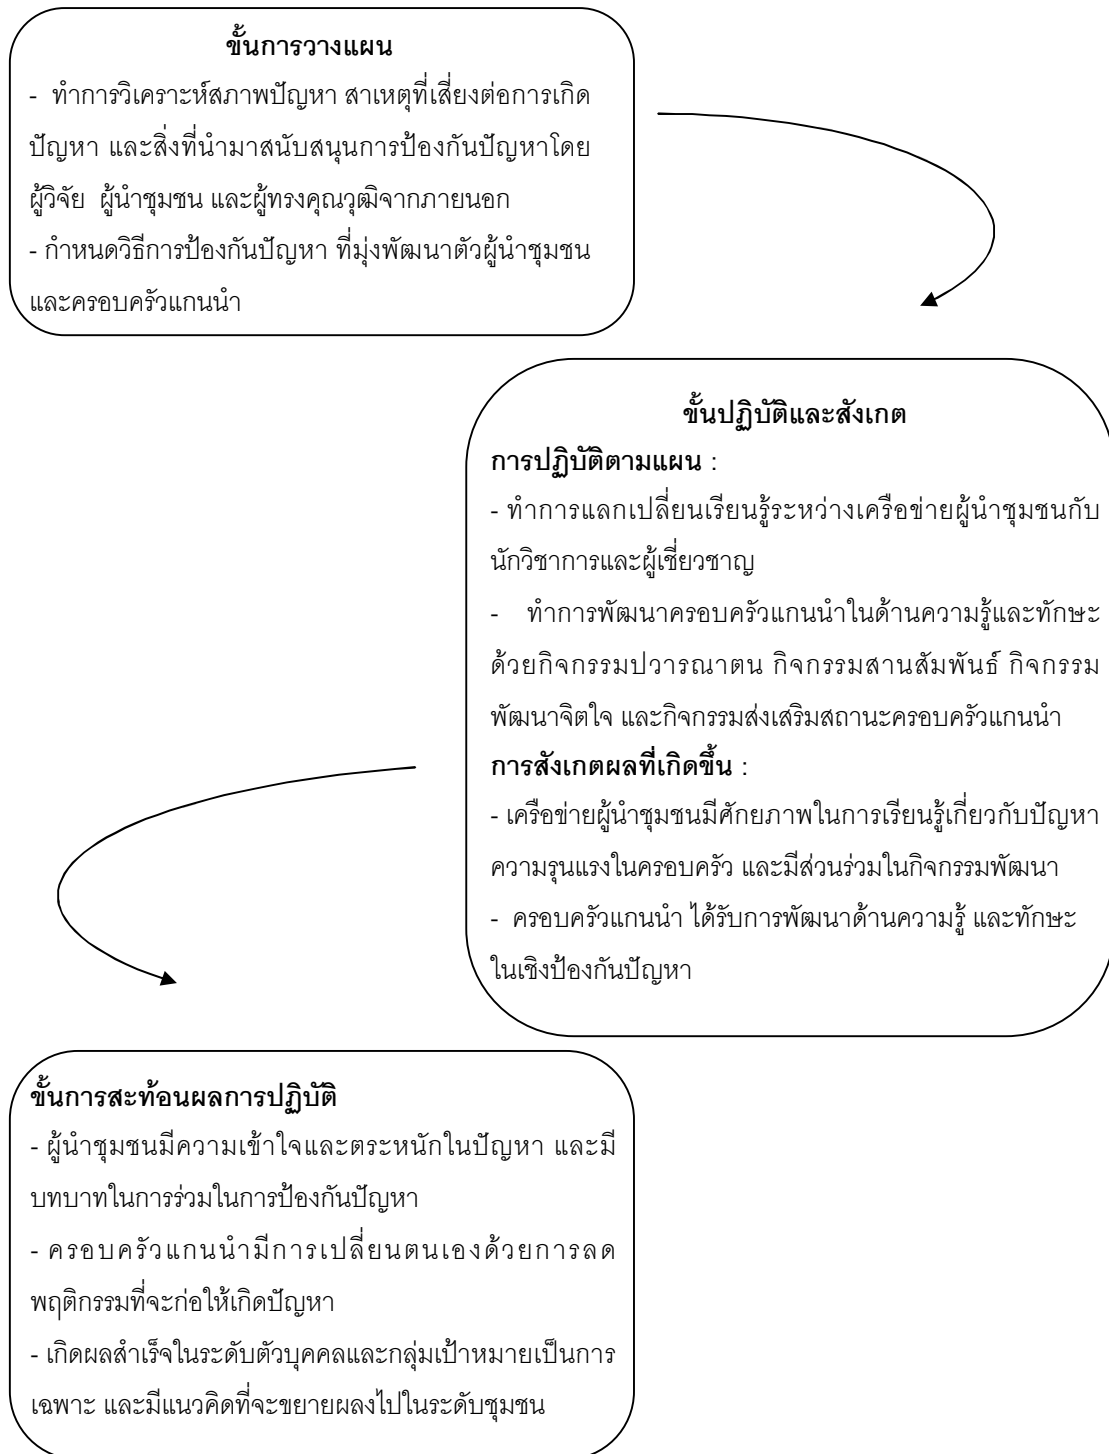 ขั้นการวางแผน
- ทำการวิเคราะห์สภาพปัญหา สาเหตุที่เสี่ยงต่อการเกิด
ปัญหา และสิ่งที่นำมาสนับสนุนการป้องกันปัญหาโดย
ผู้วิจัย ผู้นำชุมชน และผู้ทรงคุณวุฒิจากภายนอก
- กำหนดวิธีการป้องกันปัญหา ที่มุ่งพัฒนาตัวผู้นำชุมชน
และครอบครัวแกนนำ
ขั้นปฏิบัติและสังเกต
การปฏิบัติตามแผน :
- ทำการแลกเปลี่ยนเรียนรู้ระหว่างเครือข่ายผู้นำชุมชนกับ
นักวิชาการและผู้เชี่ยวชาญ
- ทำการพัฒนาครอบครัวแกนนำในด้านความรู้และทักษะ
ด้วยกิจกรรมปวารณาตน กิจกรรมสานสัมพันธ์ กิจกรรม
พัฒนาจิตใจ และกิจกรรมส่งเสริมสถานะครอบครัวแกนนำ
การสังเกตผลที่เกิดขึ้น :
- เครือข่ายผู้นำชุมชนมีศักยภาพในการเรียนรู้เกี่ยวกับปัญหา
ความรุนแรงในครอบครัว และมีส่วนร่วมในกิจกรรมพัฒนา
- ครอบครัวแกนนำ ได้รับการพัฒนาด้านความรู้ และทักษะ
ในเชิงป้องกันปัญหา
ขั้นการสะท้อนผลการปฏิบัติ
- ผู้นำชุมชนมีความเข้าใจและตระหนักในปัญหา และมี
บทบาทในการร่วมในการป้องกันปัญหา
- ครอบครัวแกนนำมีการเปลี่ยนตนเองด้วยการลด
พฤติกรรมที่จะก่อให้เกิดปัญหา
- เกิดผลสำเร็จในระดับตัวบุคคลและกลุ่มเป้าหมายเป็นการ
เฉพาะ และมีแนวคิดที่จะขยายผลงไปในระดับชุมชน